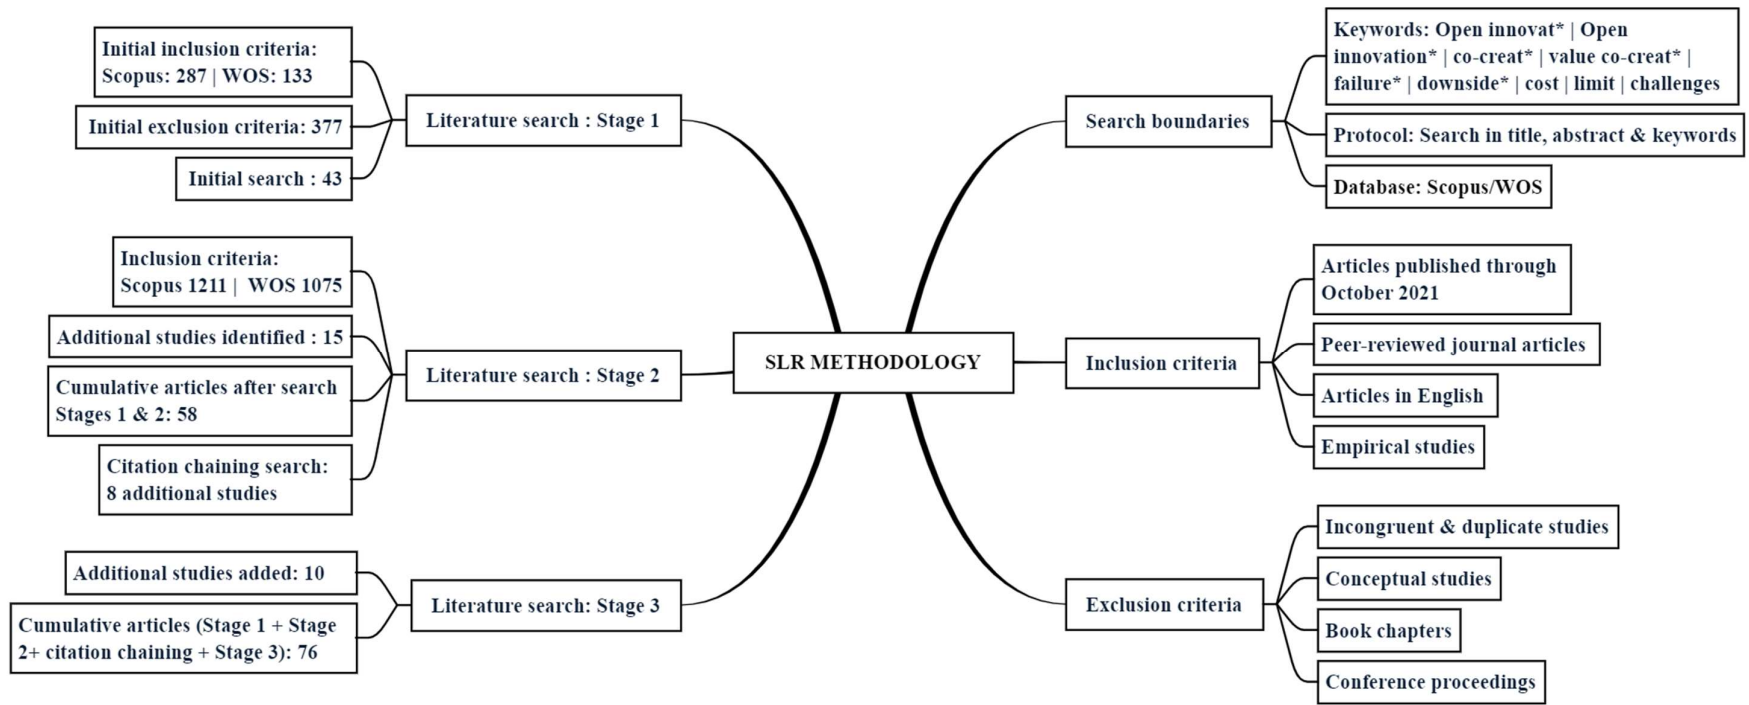 Initial inclusion criteria:
Scopus: 287 | WOS: 133
Initial exclusion criteria: 377
Initial search : 43
Literature search : Stage 1
Inclusion criteria:
Scopus 1211 | WOS 1075
Additional studies identified : 15
Cumulative articles after search
Stages 1 & 2: 58
Citation chaining search:
8 additional studies
Literature search : Stage 2
Additional studies added: 10
Cumulative articles (Stage 1 + Stage
2+ citation chaining + Stage 3): 76
Literature search: Stage 3
SLR METHODOLOGY
Search boundaries
Keywords: Open innovat* | Open
innovation* | co-creat* | value co-creat* |
failure* | downside* | cost | limit | challenges
Protocol: Search in title, abstract & keywords
Database: Scopus/WOS
Inclusion criteria
Articles published through
October 2021
Peer-reviewed journal articles
Articles in English
Empirical studies
Exclusion criteria
Incongruent & duplicate studies
Conceptual studies
Book chapters
Conference proceedings